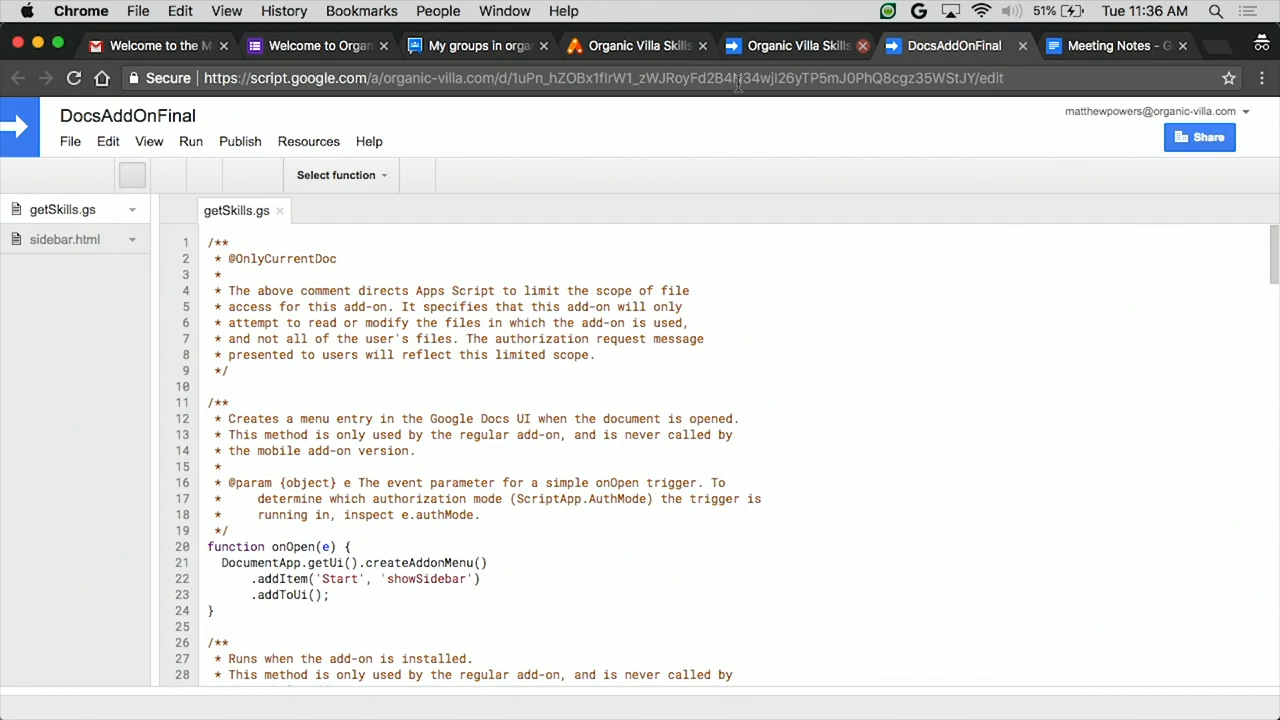 Chrome File Edit View History Bookmarks People Window Help 51% Tue 11:36 AM
Welcome to the M
Welcome to Organ
My groups in orga
Organic Villa Skills
Organic Villa Skills
DocsAddOnFinal
Meeting Notes - G
Secure https://script.google.com/a/organic-villa.com/d/1uPn_hZOBx1fIrW1_zWJRoyFd2B4 34wjI26yTP5mJ0PhQ8cgz35WStJY/edit
DocsAddOnFinal
matthewpowers@organic-villa.com
File Edit View Run Publish Resources Help
Share
Select function
getSkills.gs
sidebar.html
getSkills.gs
1 /**
2 * @OnlyCurrentDoc
3 *
4 * The above comment directs Apps Script to limit the scope of file
5 * access for this add-on. It specifies that this add-on will only
6 * attempt to read or modify the files in which the add-on is used,
7 * and not all of the user's files. The authorization request message
8 * presented to users will reflect this limited scope.
9 */
10
11 /**
12 * Creates a menu entry in the Google Docs UI when the document is opened.
13 * This method is only used by the regular add-on, and is never called by
14 * the mobile add-on version.
15 *
16 * @param {object} e The event parameter for a simple onOpen trigger. To
17 * determine which authorization mode (ScriptApp.AuthMode) the trigger is
18 * running in, inspect e.authMode.
19 */
20 function onOpen(e) {
21 DocumentApp.getUi().createAddonMenu()
22 .addItem('Start', 'showSidebar')
23 .addToUi();
24 }
25
26 /**
27 * Runs when the add-on is installed.
28 * This method is only used by the regular add-on, and is never called by